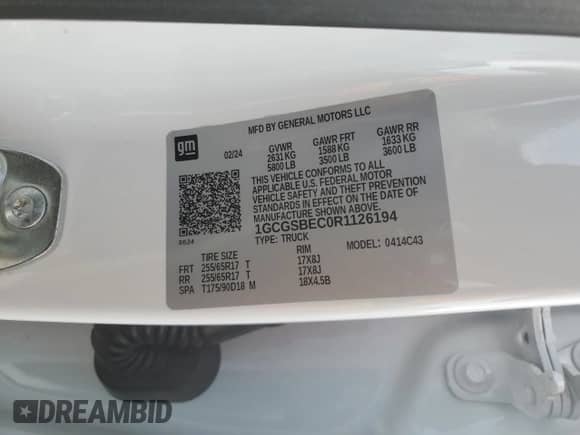 MFD BY GENERAL MOTORS LLC
gm
02/24
GVWR GAWR FRT GAWR RR
2631 KG 1588 KG 1633 KG
5800 LB 3500 LB 3600 LB
THIS VEHICLE CONFORMS TO ALL
APPLICABLE U.S. FEDERAL MOTOR
VEHICLE SAFETY AND THEFT PREVENTION
STANDARDS IN EFFECT ON THE DATE OF
MANUFACTURE SHOWN ABOVE.
1GCGSBEC0R1126194
TYPE: TRUCK MODEL: 0414C43
TIRE SIZE RIM
FRT 255/65R17 T 17X8J
RR 255/65R17 T 17X8J
SPA T175/90D18 M 18X4.5B
DREAMBID